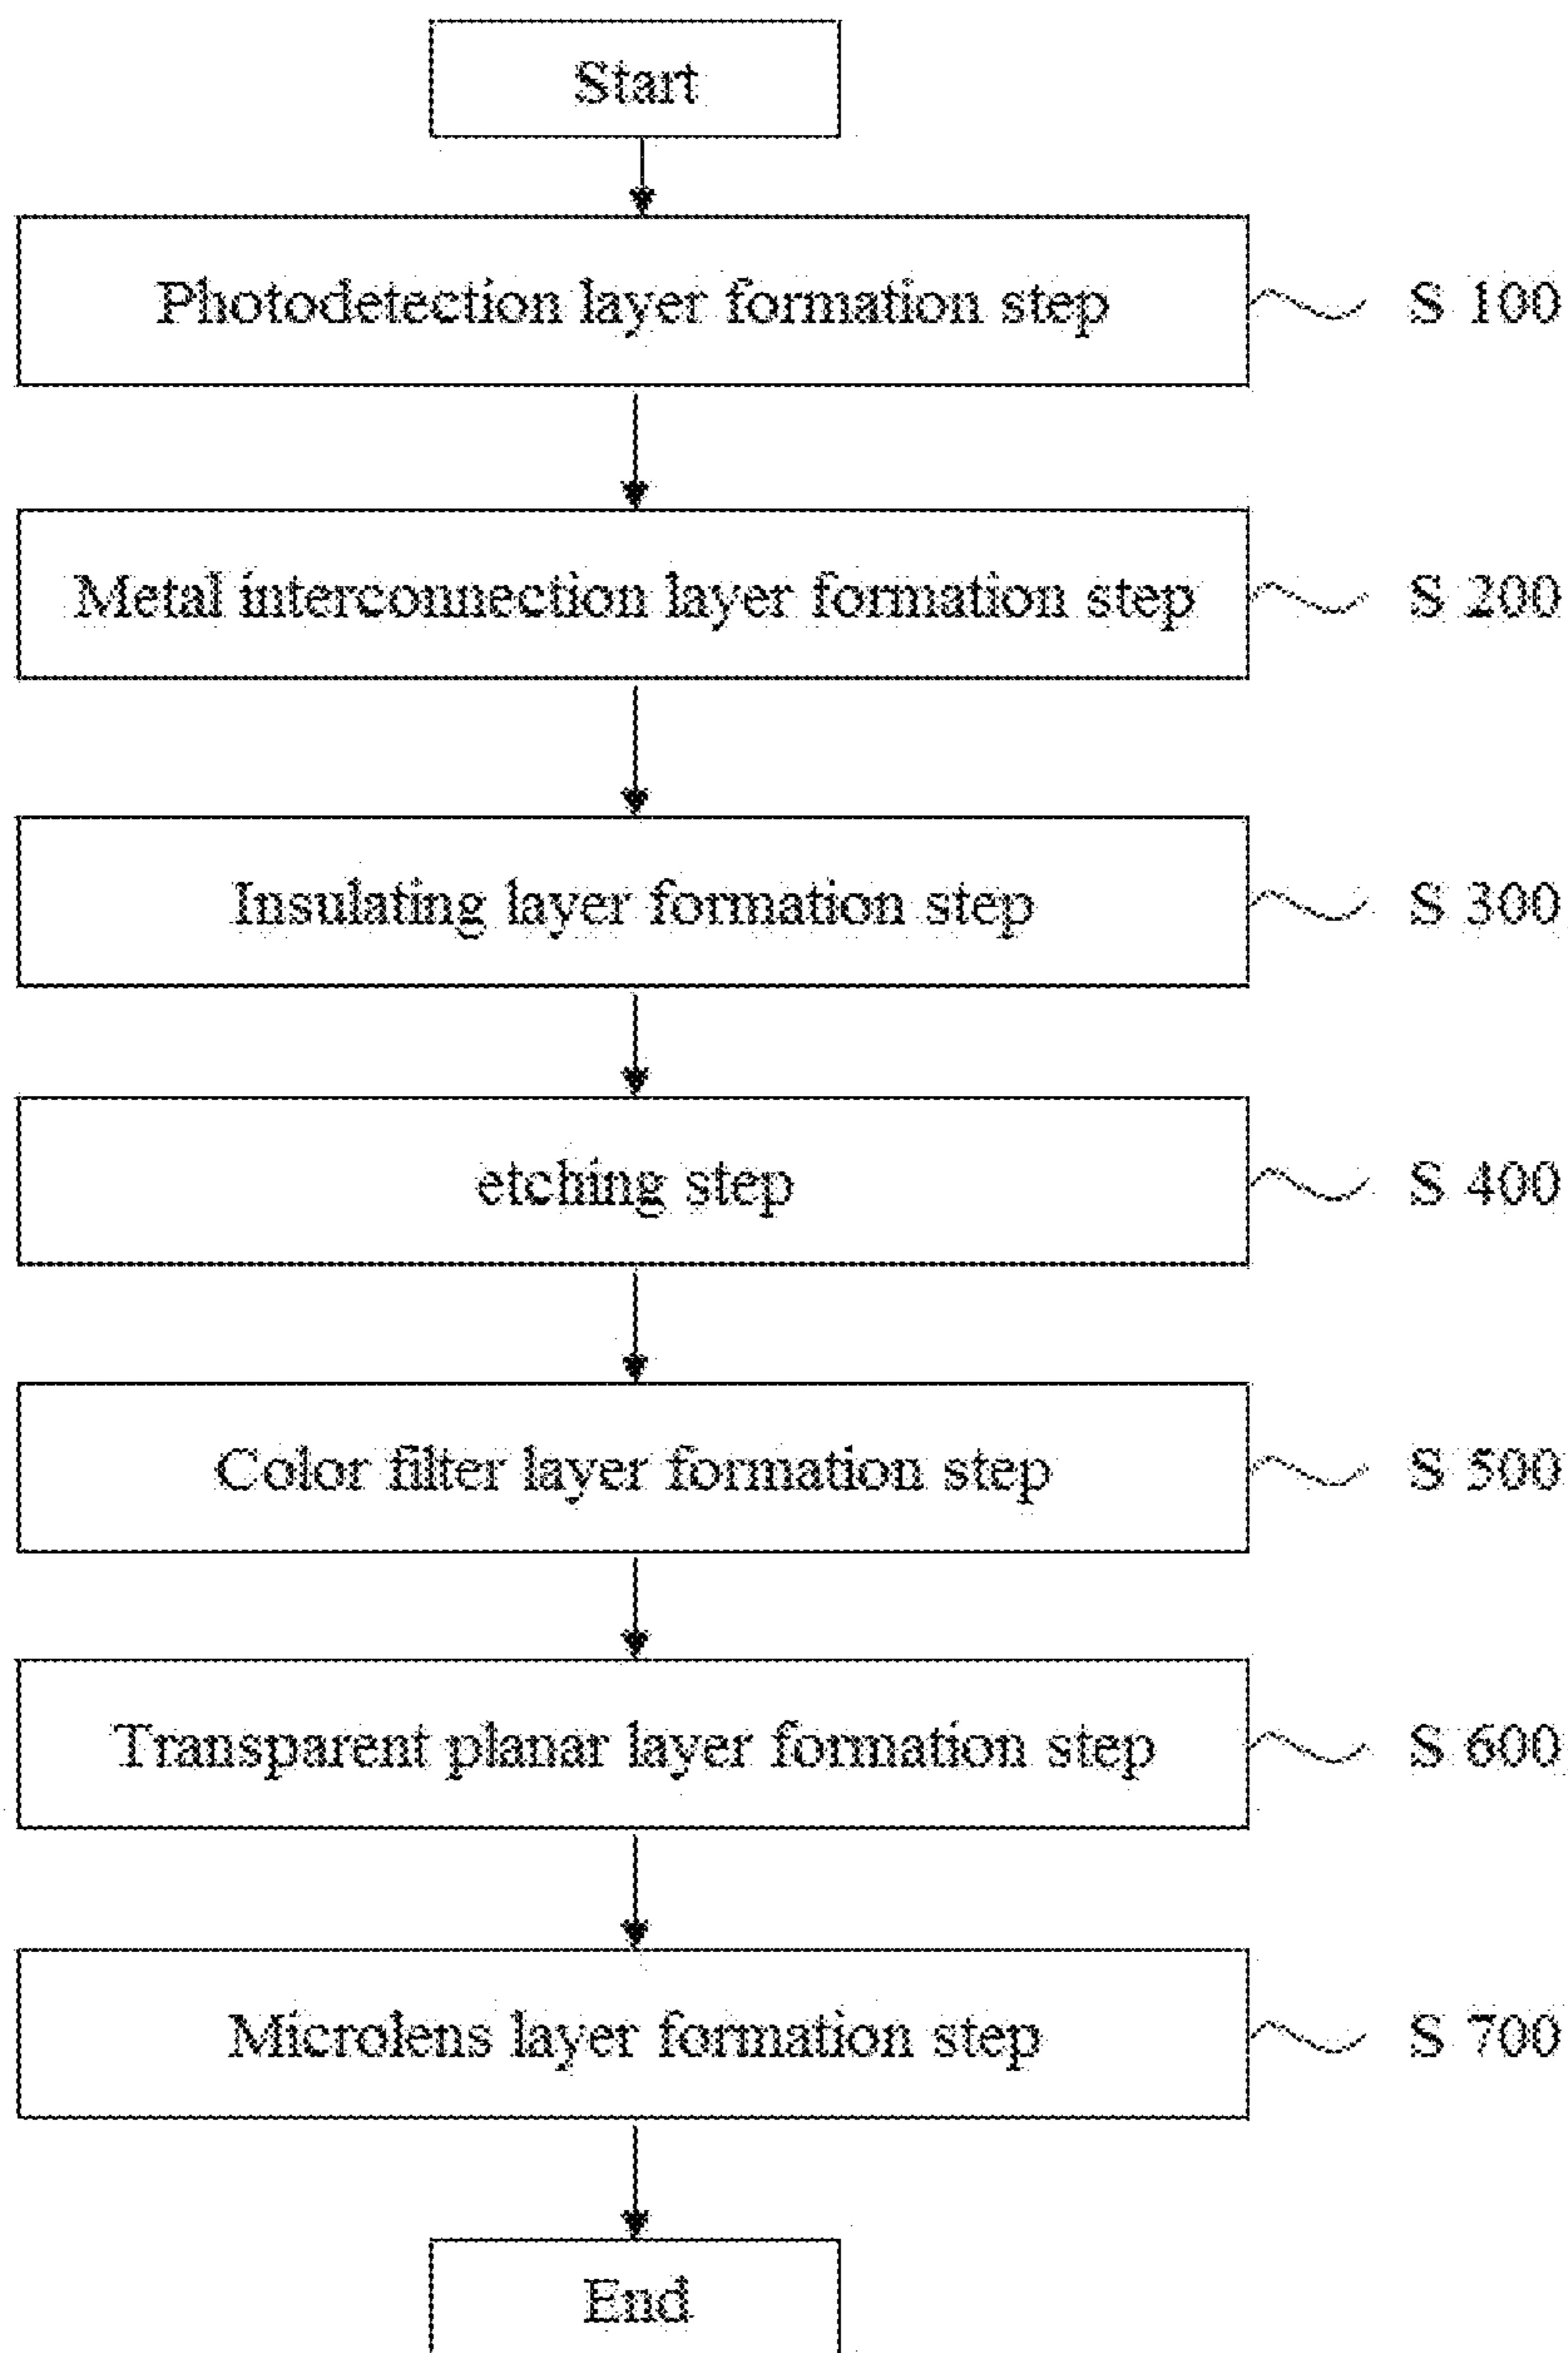 Start
Photodetection layer formation step S 100
Metal interconnection layer formation step S 200
Insulating layer formation step S 300
etching step S 400
Color filter layer formation step S 500
Transparent planar layer formation step S 600
Microlens layer formation step S 700
End